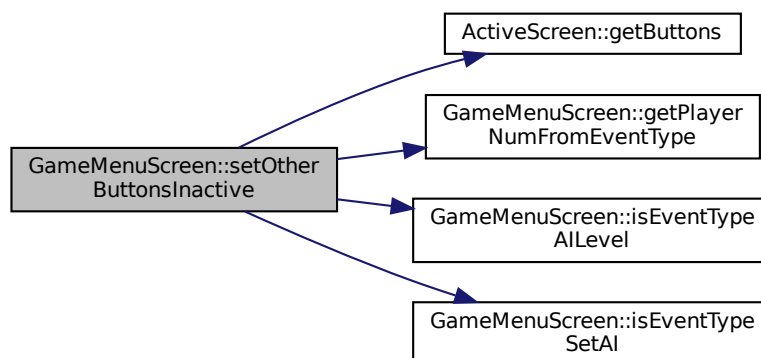 ActiveScreen::getButtons
GameMenuScreen::getPlayer
NumFromEventType
GameMenuScreen::setOther
ButtonsInactive
GameMenuScreen::isEventType
AILevel
GameMenuScreen::isEventType
SetAI